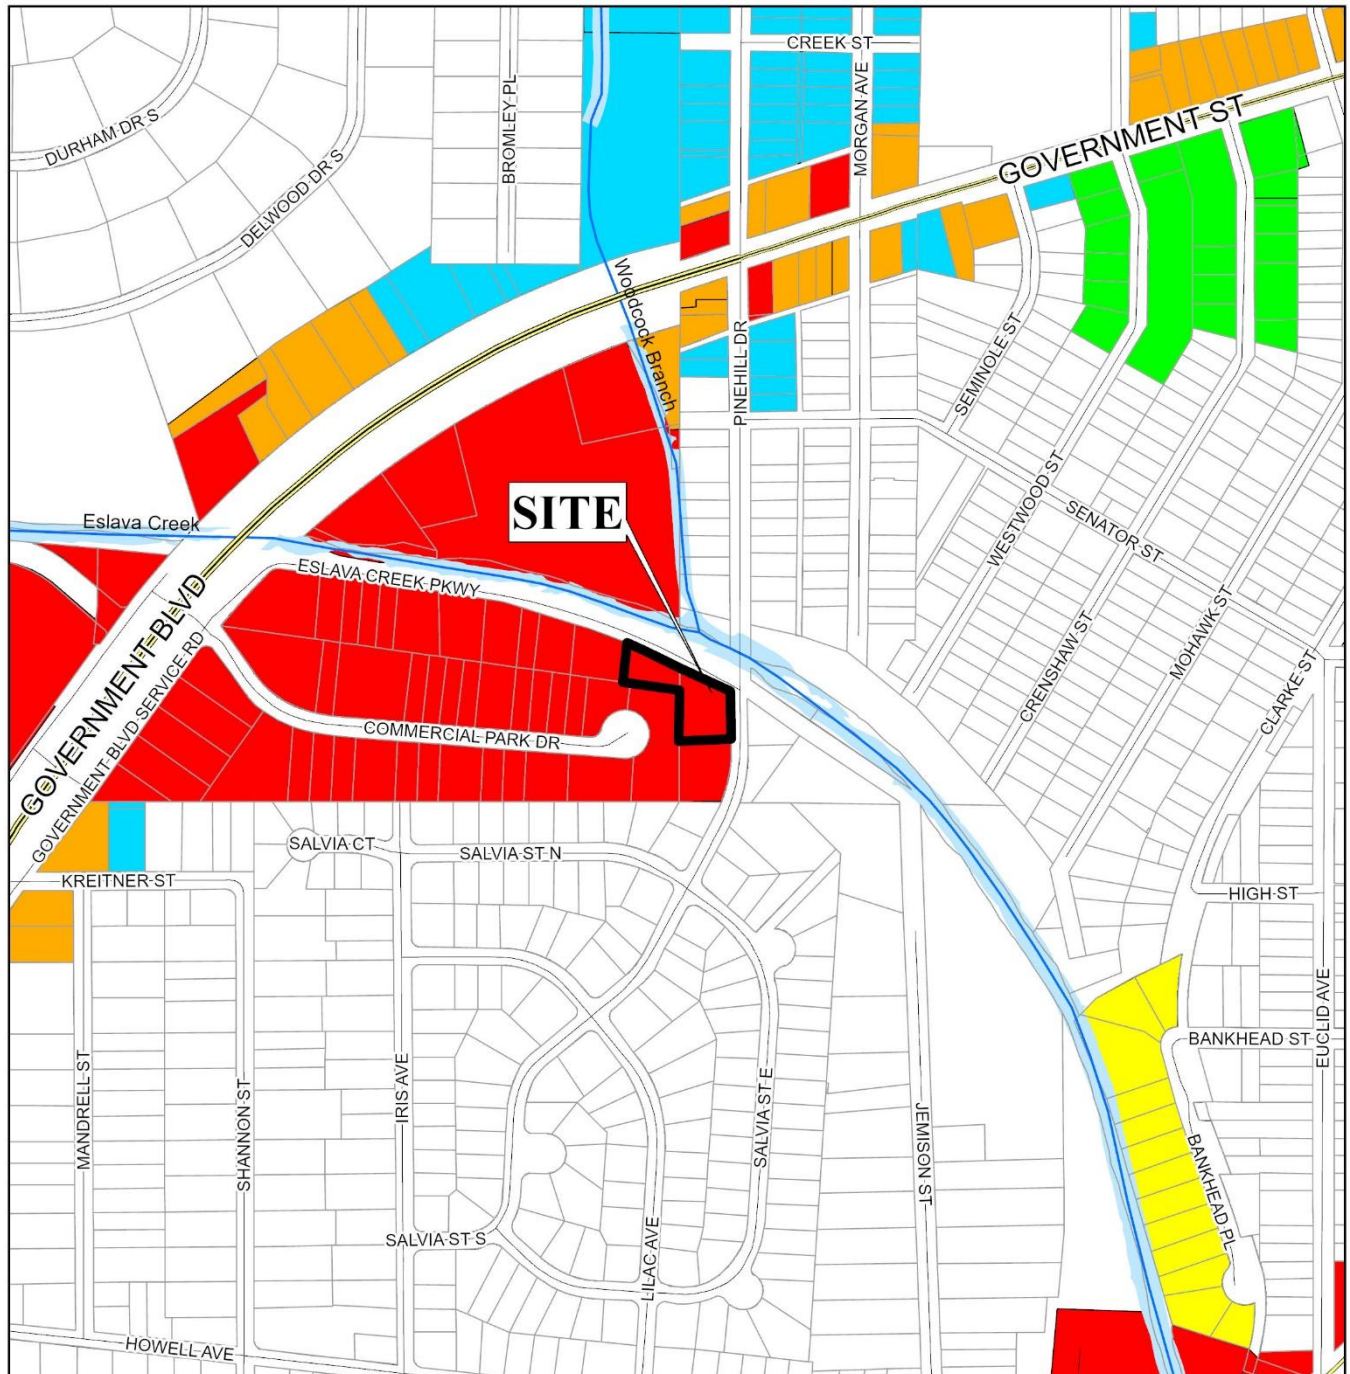 CREEK ST
MORGAN AVE
BROMLEY PL
DURHAM DR S
DELWOOD DR S
GOVERNMENT ST
Woodcock Branch
PINEHILL DR
SEMINOLE ST
WESTWOOD ST
SENATOR ST
SITE
Eslava Creek
ESLAVA CREEK PKWY
CRENSHAW ST
MOHAWK ST
CLARKE ST
GOVERNMENT BLVD
GOVERNMENT BLVD SERVICE RD
COMMERCIAL PARK DR
SALVIA CT
SALVIA ST N
KREITNER ST
HIGH ST
MANDRELL ST
SHANNON ST
IRIS AVE
SALVIA ST E
JEMISON ST
BANKHEAD ST
EUCLID AVE
BANKHEAD PL
SALVIA ST S
LILAC AVE
HOWELL AVE